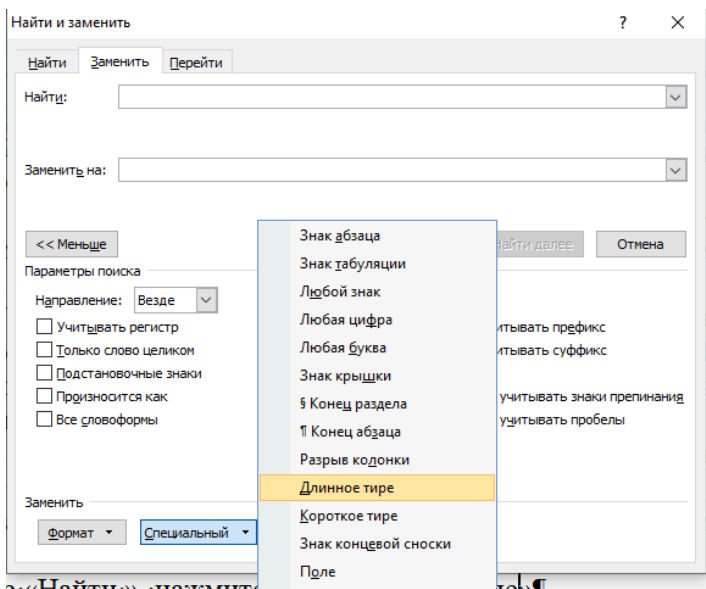 Найти и заменить
Найти Заменить Перейти
Найти:
Заменить на:
<< Меньше Найти далее Отмена
Параметры поиска
Направление: Везде
Учитывать регистр
Только слово целиком
Подстановочные знаки
Произносится как
Все словоформы
Знак абзаца
Знак табуляции
Любой знак
Любая цифра
Любая буква
Знак крышки
§ Конец раздела
¶ Конец абзаца
Разрыв колонки
Длинное тире
Короткое тире
Знак концевой сноски
Поле
префикс
суффикс
учитывать знаки препинания
учитывать пробелы
Заменить
Формат Специальный